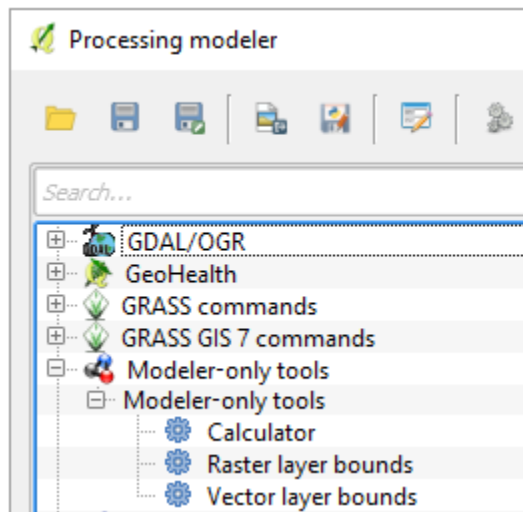 Processing modeler
Search...
GDAL/OGR
GeoHealth
GRASS commands
GRASS GIS 7 commands
Modeler-only tools
Modeler-only tools
Calculator
Raster layer bounds
Vector layer bounds